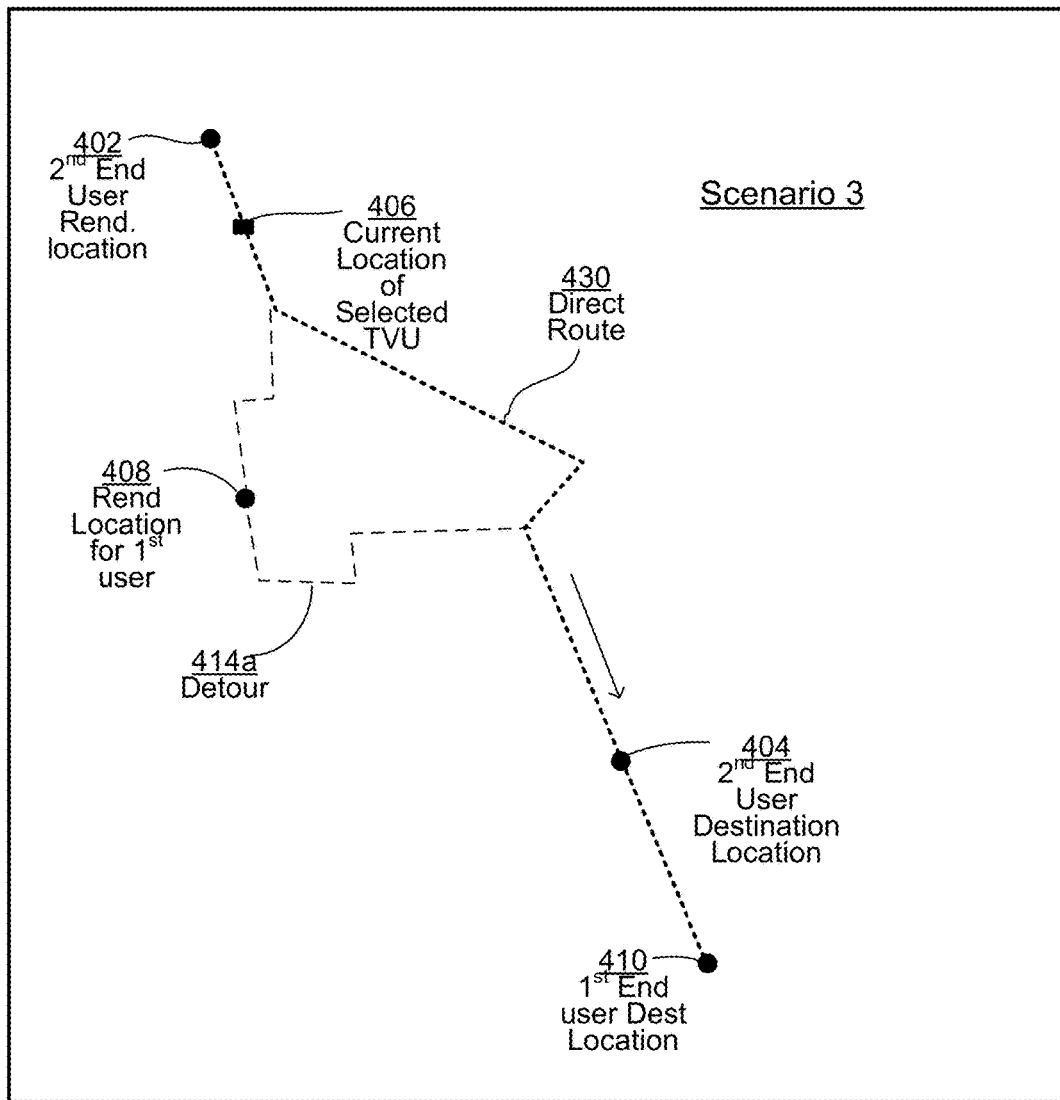 402
2nd End
User
Rend.
location
Scenario 3
406
Current
Location
of
Selected
TVU
430
Direct
Route
408
Rend
Location
for 1st
user
414a
Detour
404
2nd End
User
Destination
Location
410
1st End
user Dest
Location